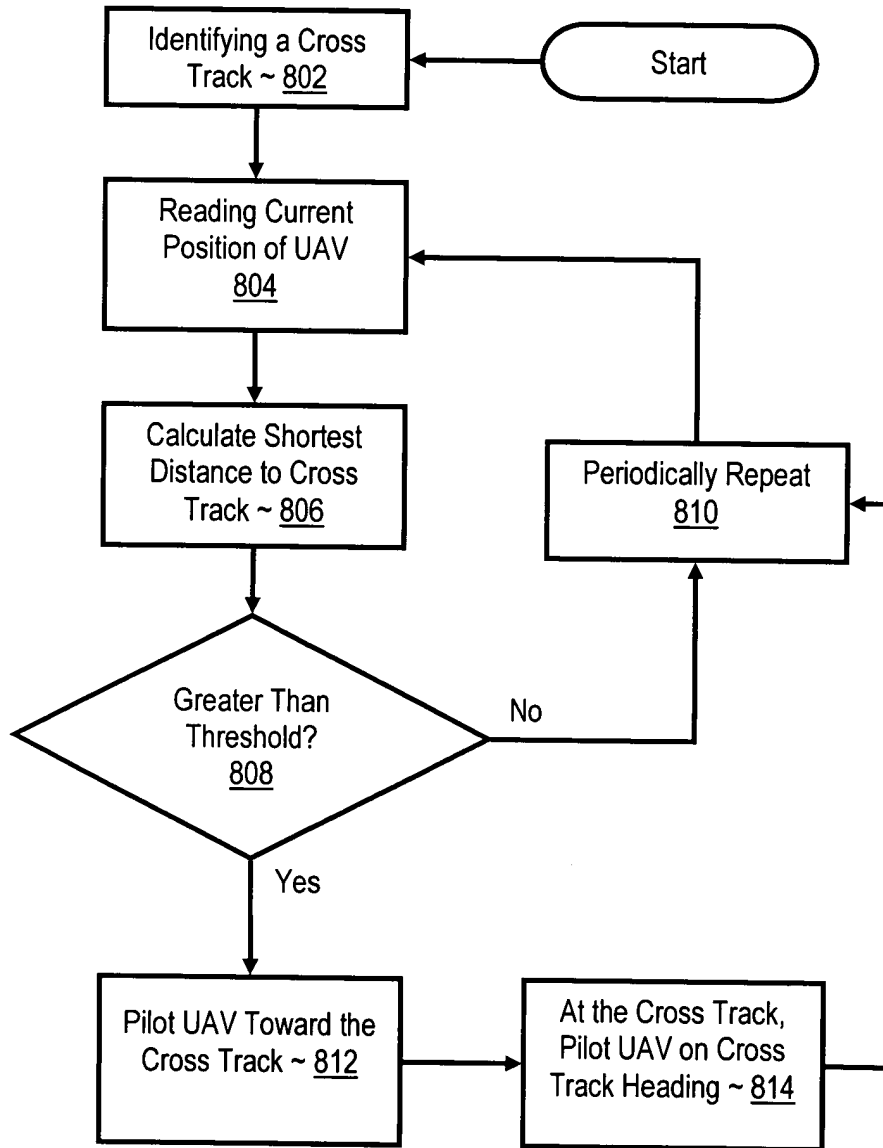 Start
Identifying a Cross
Track ~ 802
Reading Current
Position of UAV
804
Calculate Shortest
Distance to Cross
Track ~ 806
Periodically Repeat
810
Greater Than
Threshold?
808
No
Yes
Pilot UAV Toward the
Cross Track ~ 812
At the Cross Track,
Pilot UAV on Cross
Track Heading ~ 814